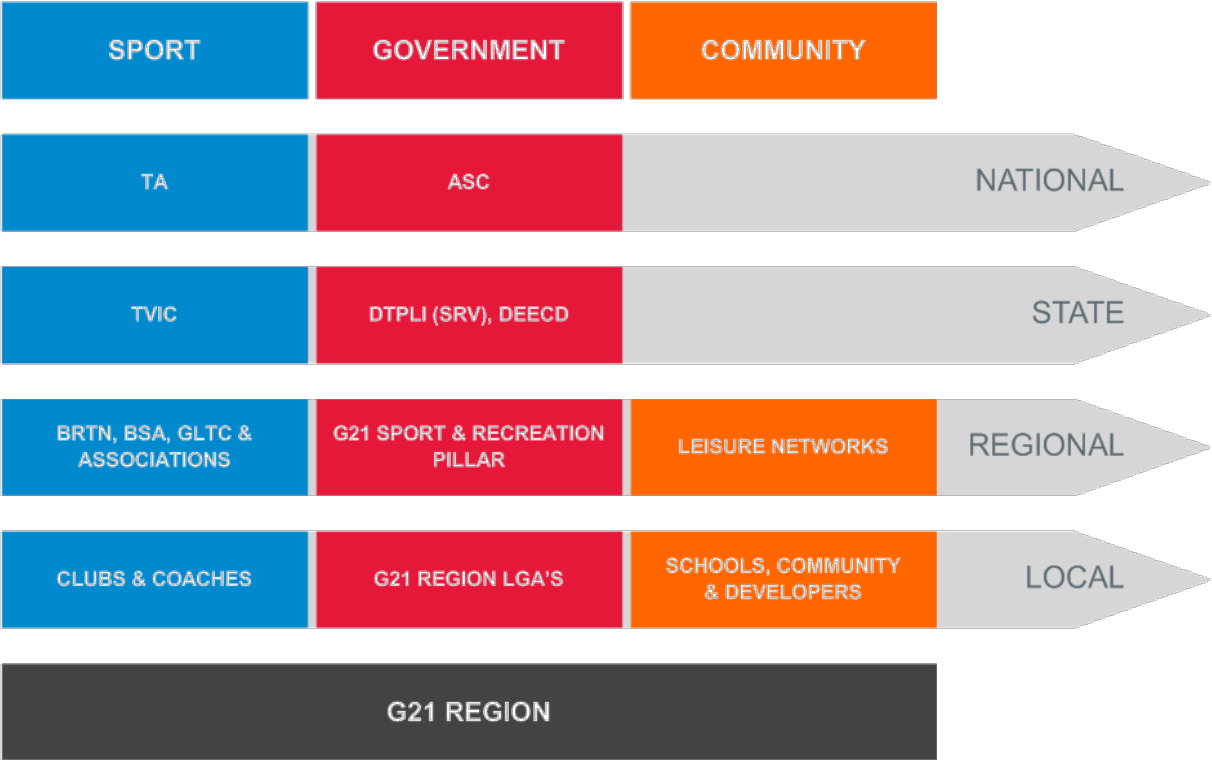 SPORT
GOVERNMENT
COMMUNITY
TA
ASC
NATIONAL
TVIC
DTPLI (SRV), DEECD
STATE
BRTN, BSA, GLTC &
ASSOCIATIONS
G21 SPORT & RECREATION
PILLAR
LEISURE NETWORKS
REGIONAL
CLUBS & COACHES
G21 REGION LGA'S
SCHOOLS, COMMUNITY
& DEVELOPERS
LOCAL
G21 REGION